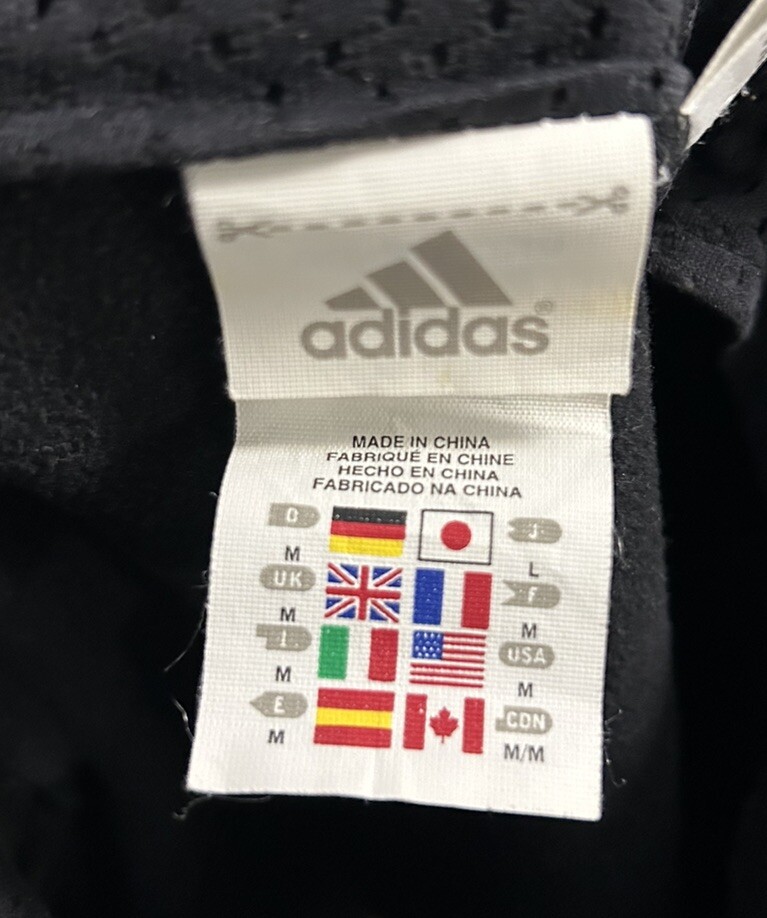 adidas®
MADE IN CHINA
FABRIQUÉ EN CHINE
HECHO EN CHINA
FABRICADO NA CHINA
D J
M L
UK F
M M
I USA
M M
E CDN
M M/M